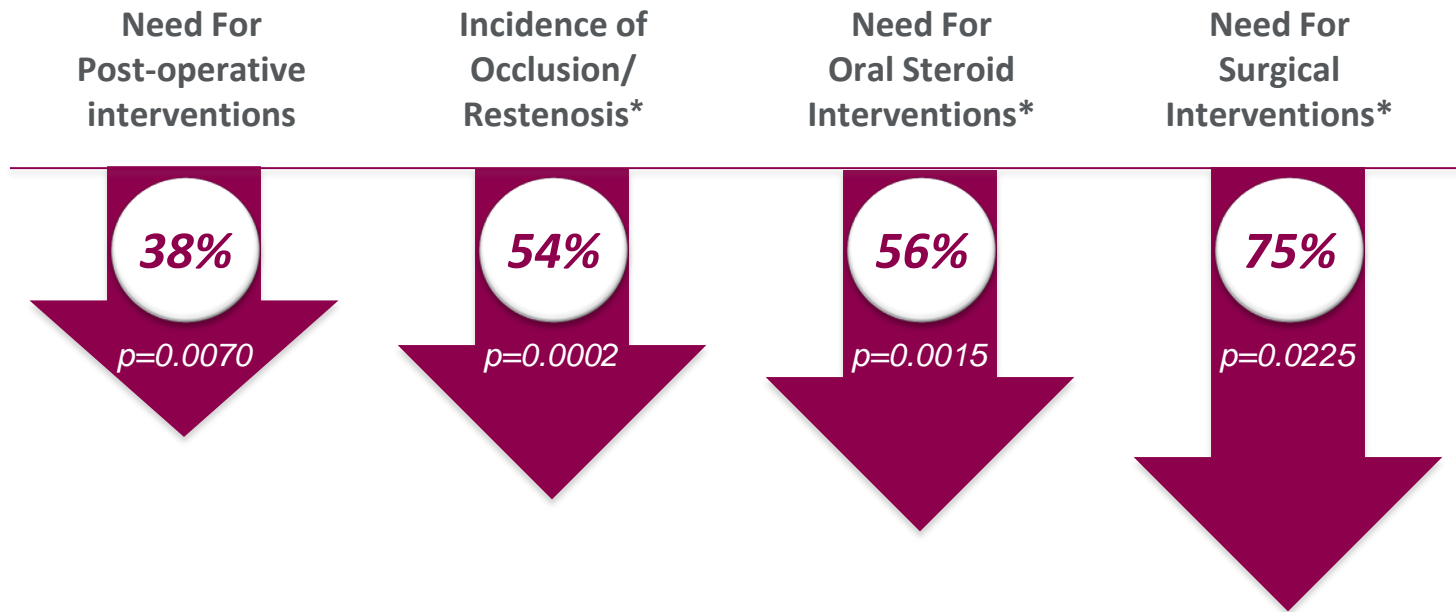 Need For
Post-operative
interventions
Incidence of
Occlusion/
Restenosis*
Need For
Oral Steroid
Interventions*
Need For
Surgical
Interventions*
38%
p=0.0070
54%
p=0.0002
56%
p=0.0015
75%
p=0.0225